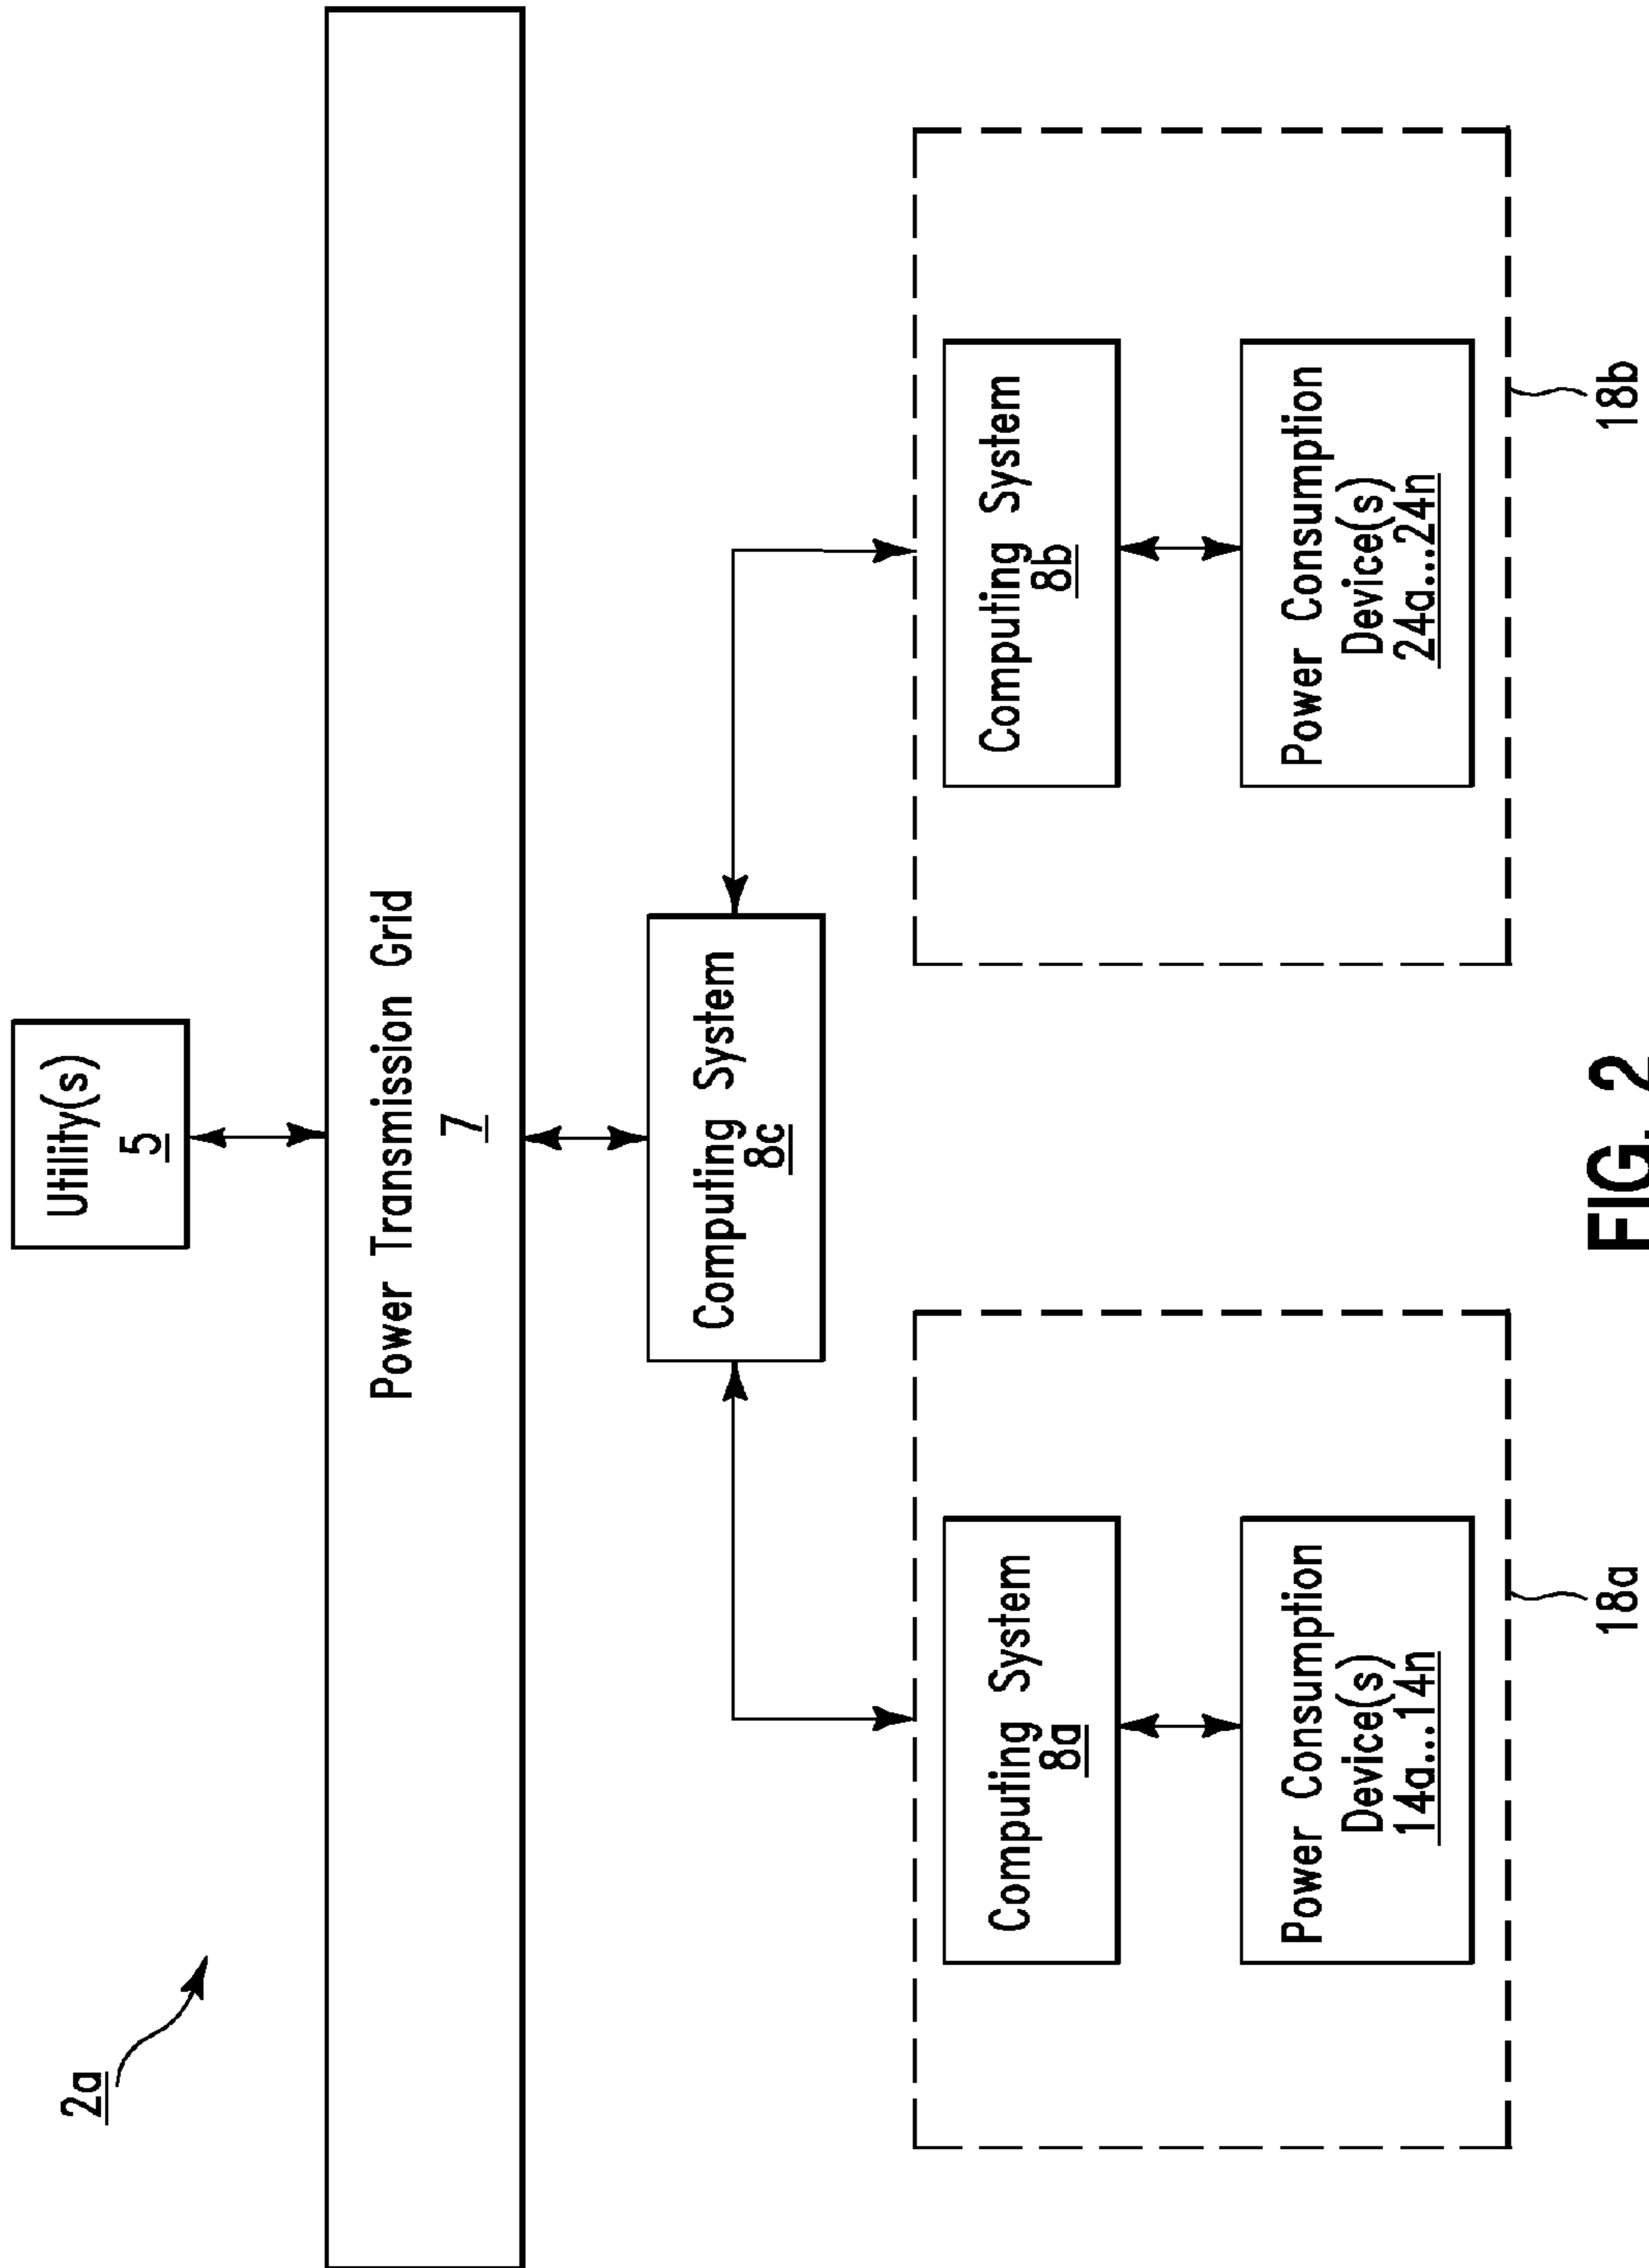 2a
Utility(s)
5
Power Transmission Grid
7
Computing System
8c
Computing System
8a
Power Consumption
Device(s)
14a...14n
18a
Computing System
8b
Power Consumption
Device(s)
24a...24n
18b
FIG. 2